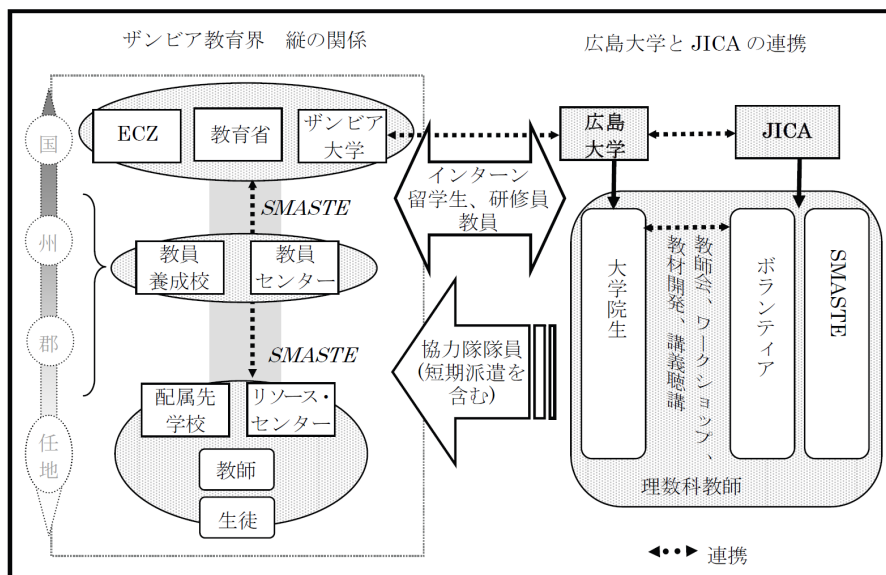 ザンビア教育界　縦の関係
広島大学と JICA の連携
国
州
郡
任
地
ECZ
教育省
ザンビア
大学
SMASTE
教員
養成校
教員
センター
SMASTE
配属先
学校
リソース・
センター
教師
生徒
インターン
留学生、研修員
教員
協力隊隊員
(短期派遣を
含む)
広島
大学
JICA
大学院生
教師会、ワークショップ、
教材開発、講義聴講
ボランティア
SMASTE
理数科教師
連携